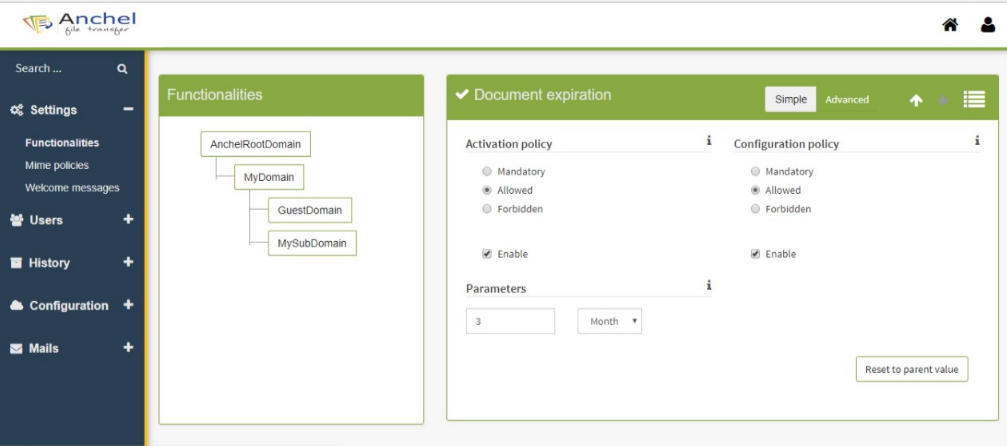 Anchel
file transfer
Search ...
Settings
Functionalities
Mime policies
Welcome messages
Users
History
Configuration
Mails
Functionalities
AnchelRootDomain
MyDomain
GuestDomain
MySubDomain
Document expiration
Simple Advanced
Activation policy
Mandatory
Allowed
Forbidden
Enable
Configuration policy
Mandatory
Allowed
Forbidden
Enable
Parameters
3 Month
Reset to parent value